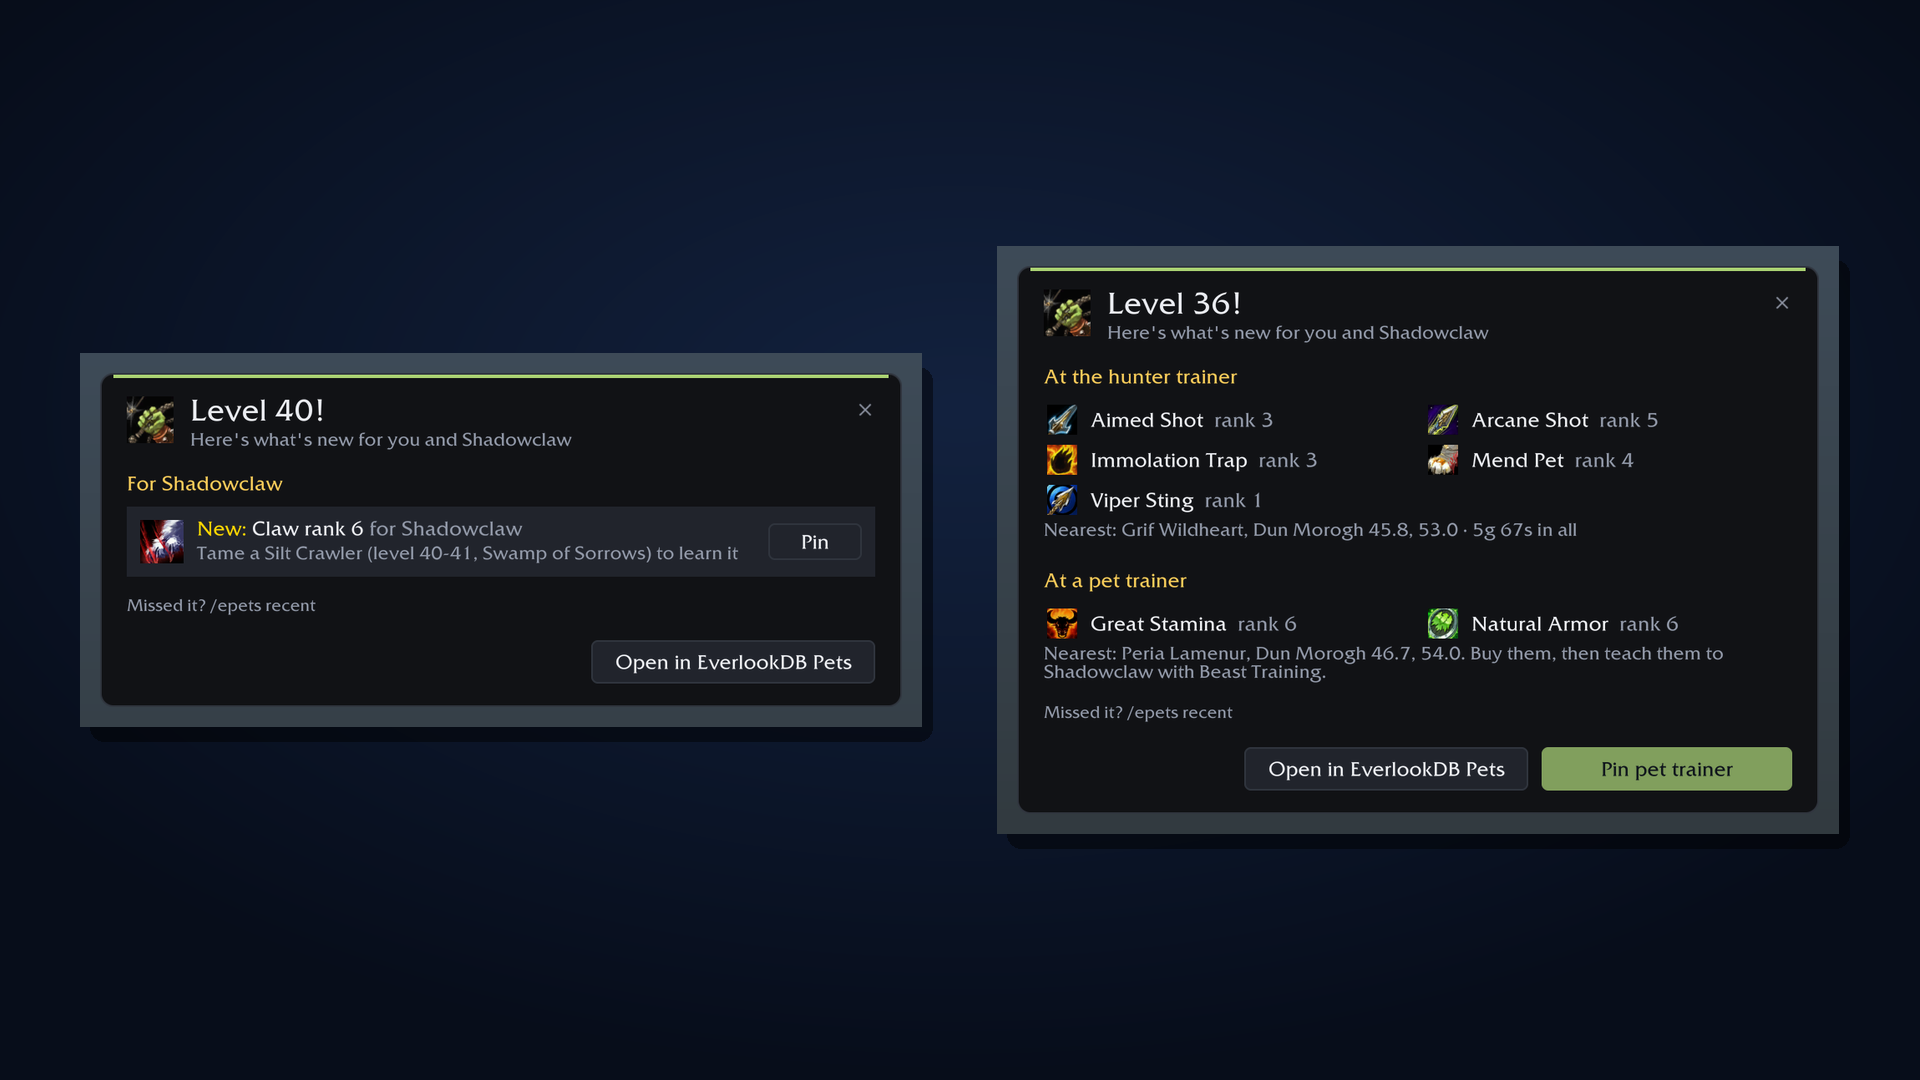 Level 40!
Here's what's new for you and Shadowclaw
For Shadowclaw
New: Claw rank 6 for Shadowclaw
Tame a Silt Crawler (level 40-41, Swamp of Sorrows) to learn it
Pin
Missed it? /epets recent
Open in EverlookDB Pets
Level 36!
Here's what's new for you and Shadowclaw
At the hunter trainer
Aimed Shot rank 3
Arcane Shot rank 5
Immolation Trap rank 3
Mend Pet rank 4
Viper Sting rank 1
Nearest: Grif Wildheart, Dun Morogh 45.8, 53.0 · 5g 67s in all
At a pet trainer
Great Stamina rank 6
Natural Armor rank 6
Nearest: Peria Lamenur, Dun Morogh 46.7, 54.0. Buy them, then teach them to
Shadowclaw with Beast Training.
Missed it? /epets recent
Open in EverlookDB Pets
Pin pet trainer